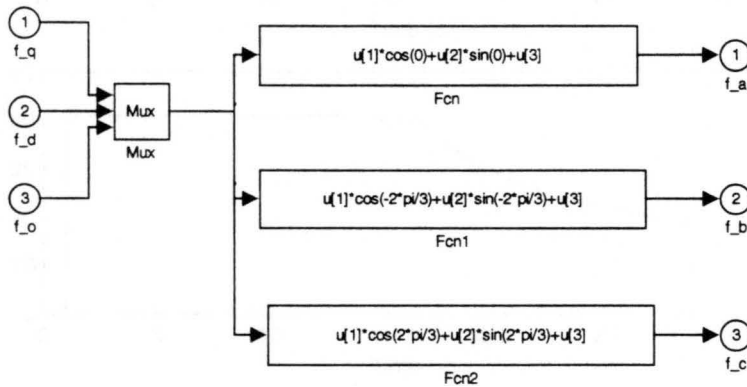 1
f_q
2
f_d
3
f_o
Mux
Mux
u[1]*cos(0)+u[2]*sin(0)+u[3]
Fcn
1
f_a
u[1]*cos(-2*pi/3)+u[2]*sin(-2*pi/3)+u[3]
Fcn1
2
f_b
u[1]*cos(2*pi/3)+u[2]*sin(2*pi/3)+u[3]
Fcn2
3
f_c